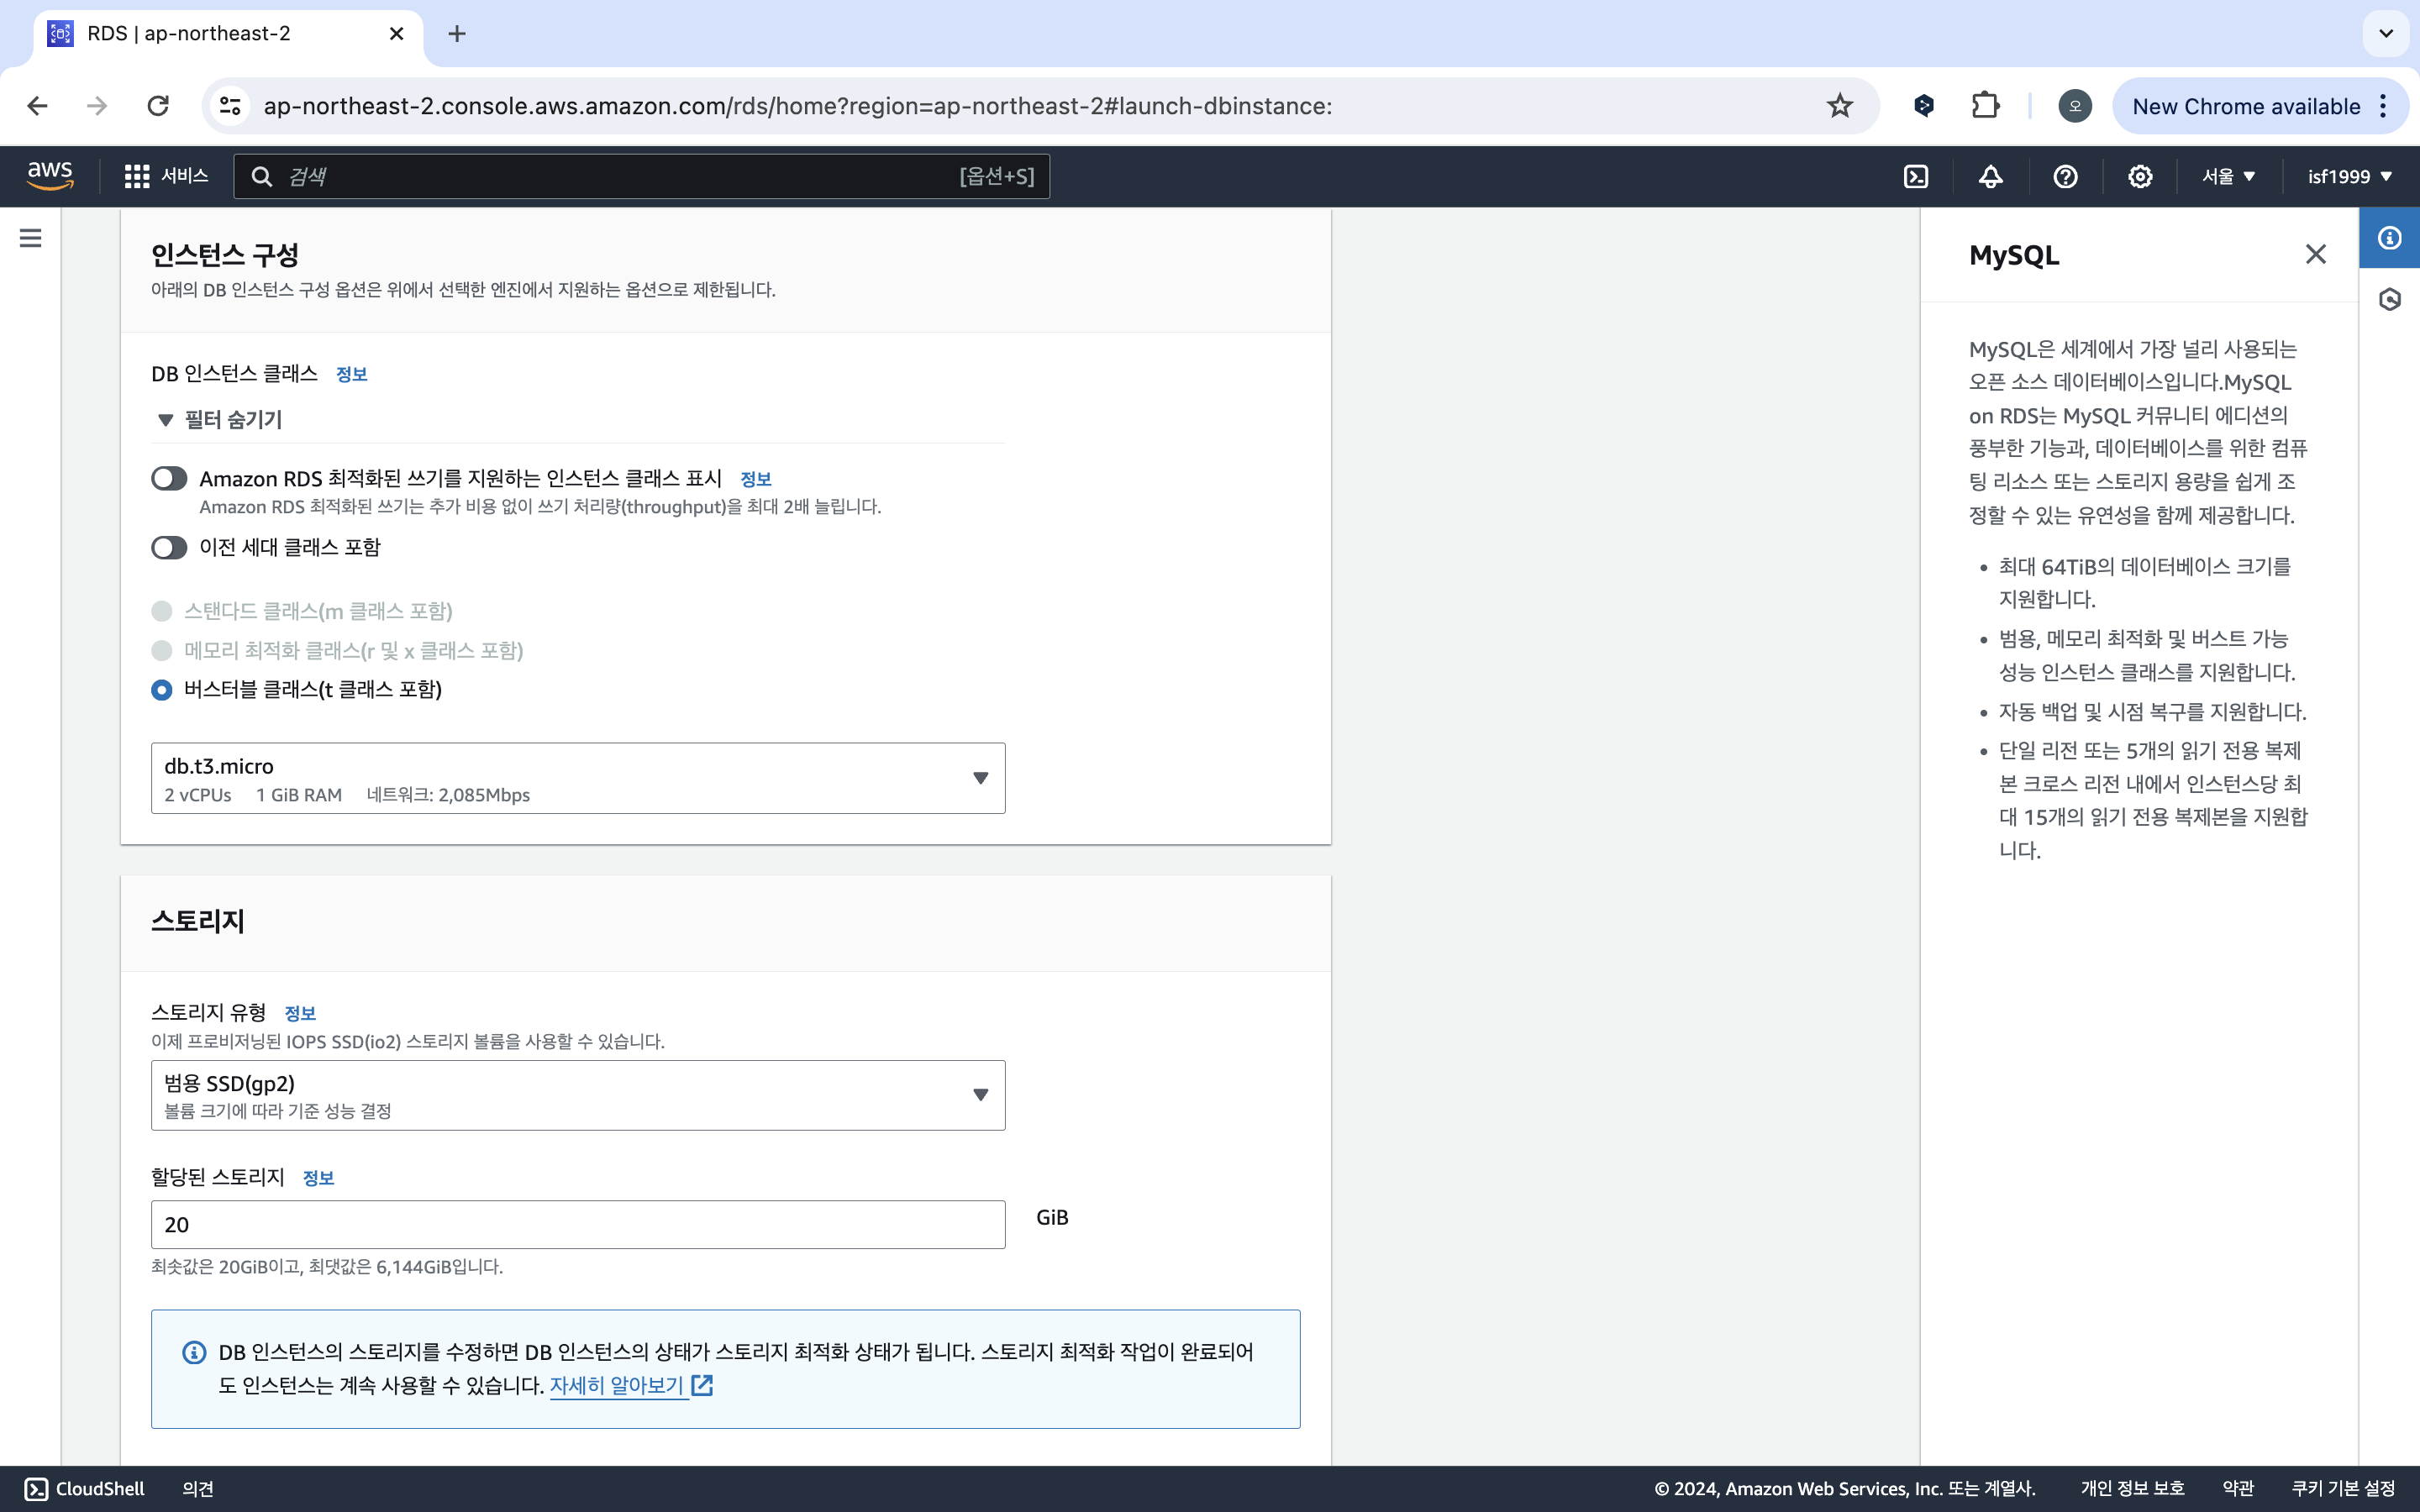 RDS | ap-northeast-2
ap-northeast-2.console.aws.amazon.com/rds/home?region=ap-northeast-2#launch-dbinstance:
오
New Chrome available
aws
서비스
검색
[옵션+S]
서울
isf1999
인스턴스 구성
아래의 DB 인스턴스 구성 옵션은 위에서 선택한 엔진에서 지원하는 옵션으로 제한됩니다.
DB 인스턴스 클래스 정보
필터 숨기기
Amazon RDS 최적화된 쓰기를 지원하는 인스턴스 클래스 표시 정보
Amazon RDS 최적화된 쓰기는 추가 비용 없이 쓰기 처리량(throughput)을 최대 2배 늘립니다.
이전 세대 클래스 포함
스탠다드 클래스(m 클래스 포함)
메모리 최적화 클래스(r 및 x 클래스 포함)
버스터블 클래스(t 클래스 포함)
db.t3.micro
2 vCPUs 1 GiB RAM 네트워크: 2,085Mbps
스토리지
스토리지 유형 정보
이제 프로비저닝된 IOPS SSD(io2) 스토리지 볼륨을 사용할 수 있습니다.
범용 SSD(gp2)
볼륨 크기에 따라 기준 성능 결정
할당된 스토리지 정보
20
GiB
최솟값은 20GiB이고, 최댓값은 6,144GiB입니다.
DB 인스턴스의 스토리지를 수정하면 DB 인스턴스의 상태가 스토리지 최적화 상태가 됩니다. 스토리지 최적화 작업이 완료되어
도 인스턴스는 계속 사용할 수 있습니다. 자세히 알아보기
MySQL
MySQL은 세계에서 가장 널리 사용되는
오픈 소스 데이터베이스입니다.MySQL
on RDS는 MySQL 커뮤니티 에디션의
풍부한 기능과, 데이터베이스를 위한 컴퓨
팅 리소스 또는 스토리지 용량을 쉽게 조
정할 수 있는 유연성을 함께 제공합니다.
• 최대 64TiB의 데이터베이스 크기를
지원합니다.
• 범용, 메모리 최적화 및 버스트 가능
성능 인스턴스 클래스를 지원합니다.
• 자동 백업 및 시점 복구를 지원합니다.
• 단일 리전 또는 5개의 읽기 전용 복제
본 크로스 리전 내에서 인스턴스당 최
대 15개의 읽기 전용 복제본을 지원합
니다.
CloudShell
의견
© 2024, Amazon Web Services, Inc. 또는 계열사.
개인 정보 보호
약관
쿠키 기본 설정